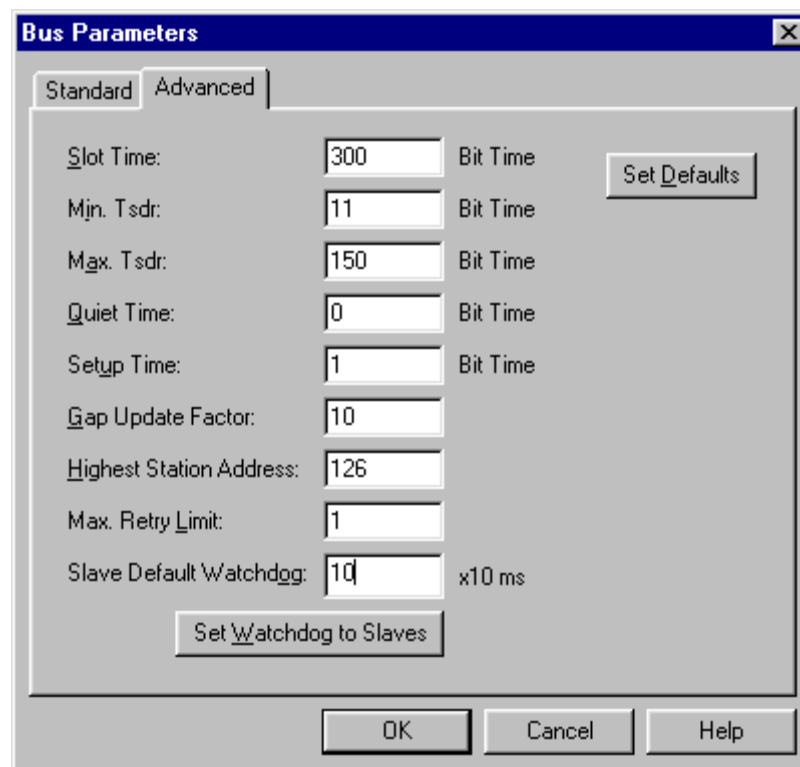 Bus Parameters
Standard Advanced
Slot Time: 300 Bit Time Set Defaults
Min. Tsdr: 11 Bit Time
Max. Tsdr: 150 Bit Time
Quiet Time: 0 Bit Time
Setup Time: 1 Bit Time
Gap Update Factor: 10
Highest Station Address: 126
Max. Retry Limit: 1
Slave Default Watchdog: 10 x10 ms
Set Watchdog to Slaves
OK Cancel Help